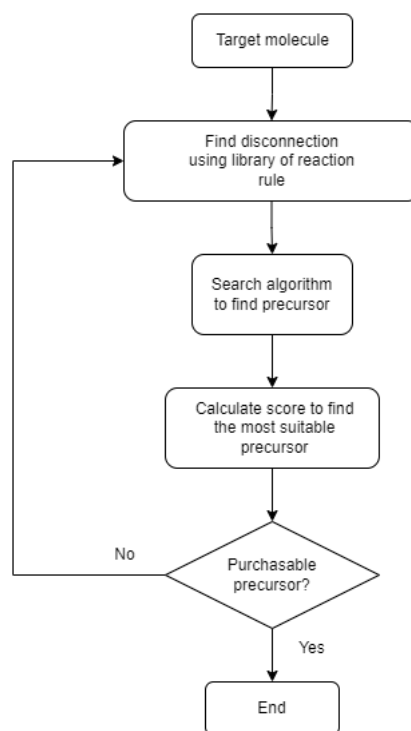 Target molecule
Find disconnection
using library of reaction
rule
Search algorithm
to find precursor
Calculate score to find
the most suitable
precursor
No
Purchasable
precursor?
Yes
End